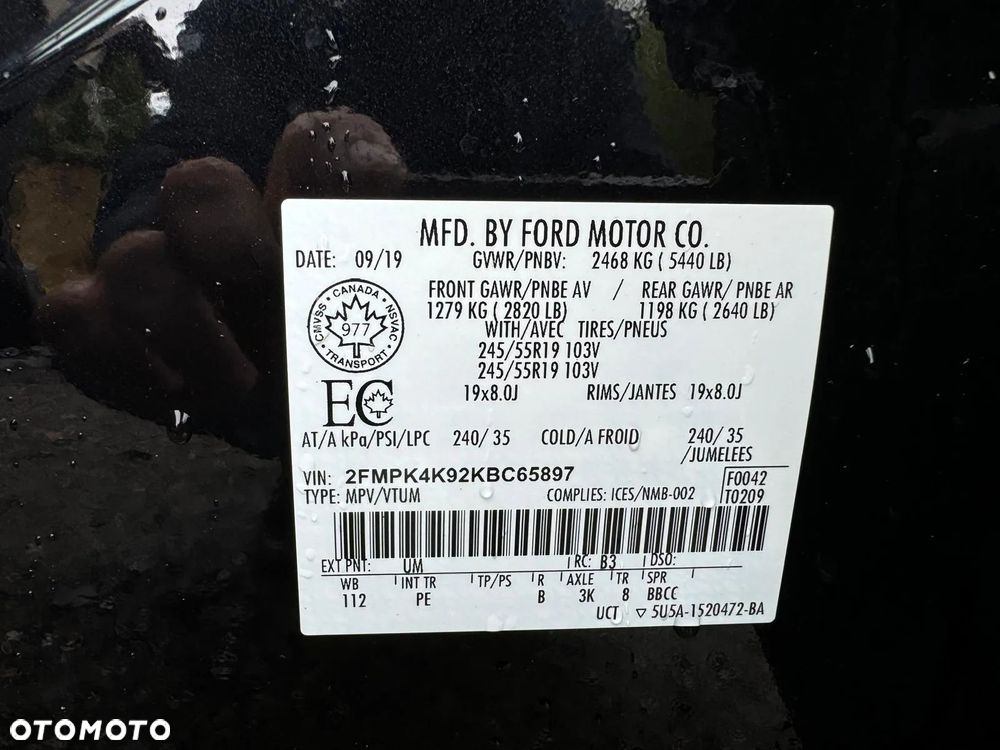 MFD. BY FORD MOTOR CO.
DATE: 09/19 GVWR/PNBV: 2468 KG ( 5440 LB)
FRONT GAWR/PNBE AV / REAR GAWR/ PNBE AR
1279 KG ( 2820 LB) 1198 KG ( 2640 LB)
WITH/AVEC TIRES/PNEUS
245/55R19 103V
245/55R19 103V
19x8.0J RIMS/JANTES 19x8.0J
CANADA
CMVSS NSVAC
977
TRANSPORT
EC
AT/A kPa/PSI/LPC 240/ 35 COLD/A FROID 240/ 35
/JUMELEES
VIN: 2FMPK4K92KBC65897
TYPE: MPV/VTUM COMPLIES: ICES/NMB-002
F0042
T0209
EXT PNT: UM RC: B3 DSO:
WB INT TR TP/PS R AXLE TR SPR
112 PE B 3K 8 BBCC
UCT ▽ 5U5A-1520472-BA
OTOMOTO